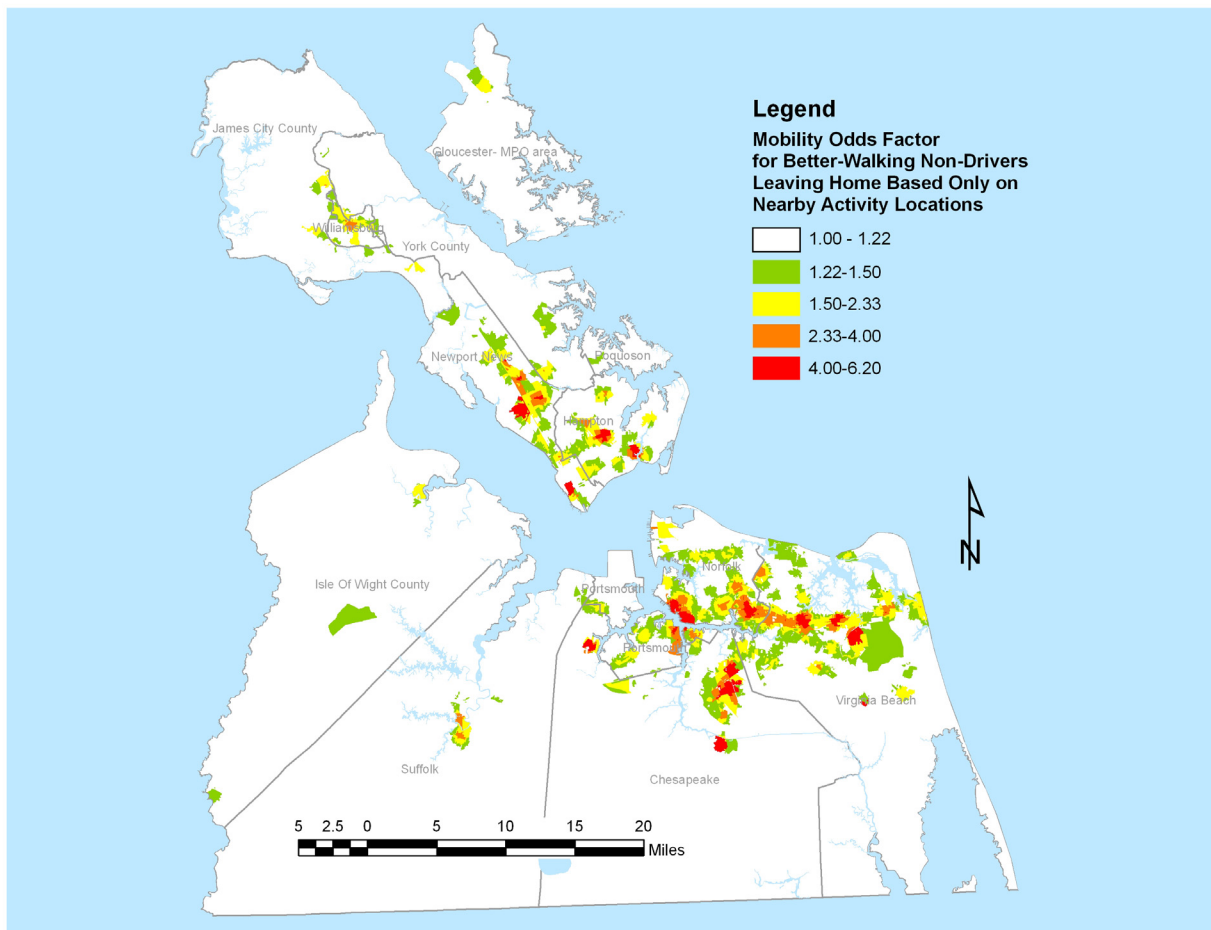 Legend
Mobility Odds Factor
for Better-Walking Non-Drivers
Leaving Home Based Only on
Nearby Activity Locations
1.00 - 1.22
1.22-1.50
1.50-2.33
2.33-4.00
4.00-6.20
James City County
Gloucester- MPO area
Williamsburg
York County
Newport News
Poquoson
Hampton
N
Isle Of Wight County
Portsmouth
Norfolk
Portsmouth
Virginia Beach
Suffolk
Chesapeake
5 2.5 0 5 10 15 20
Miles